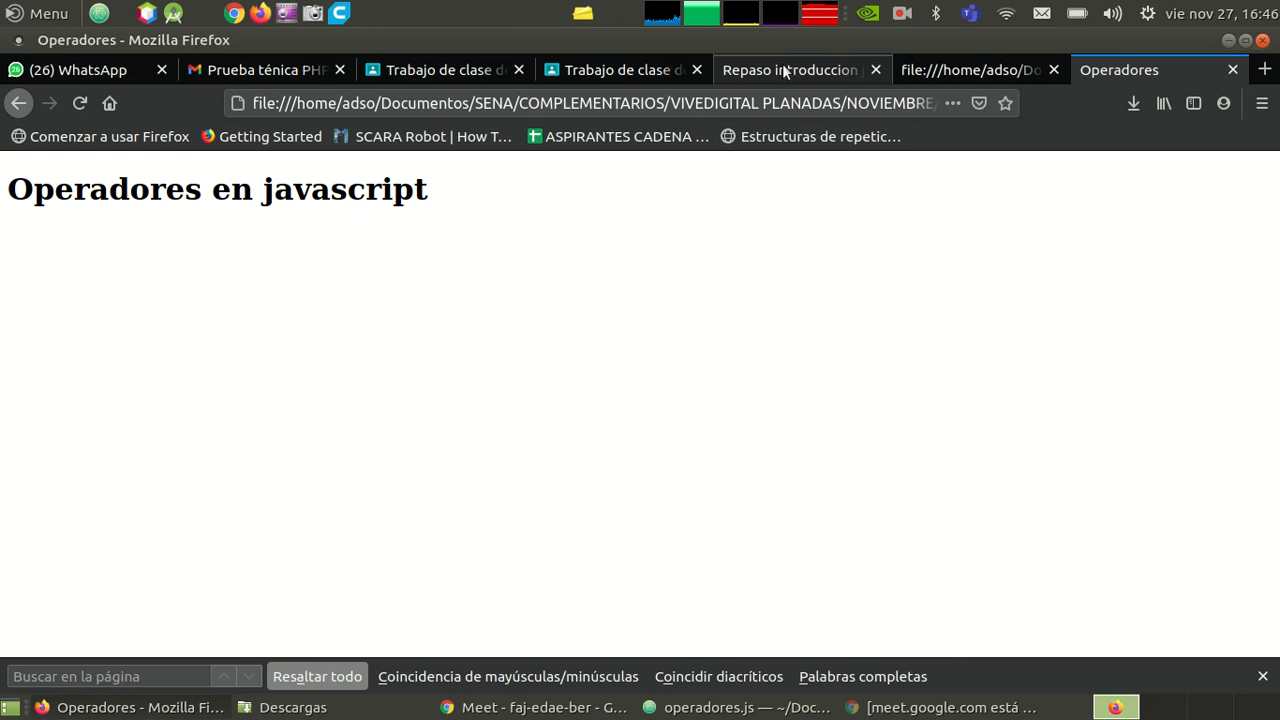 Menu
vie nov 27, 16:46
Operadores - Mozilla Firefox
(26) WhatsApp
Prueba ténica PHP
Trabajo de clase de
Trabajo de clase de
Repaso introduccion
file:///home/adso/Do
Operadores
file:///home/adso/Documentos/SENA/COMPLEMENTARIOS/VIVEDIGITAL PLANADAS/NOVIEMBRE,
Comenzar a usar Firefox
Getting Started
SCARA Robot | How T...
ASPIRANTES CADENA ...
Estructuras de repetic...
Operadores en javascript
Buscar en la página
Resaltar todo
Coincidencia de mayúsculas/minúsculas
Coincidir diacríticos
Palabras completas
Operadores - Mozilla Fi...
Descargas
Meet - faj-edae-ber - G...
operadores.js — ~/Doc...
[meet.google.com está ...